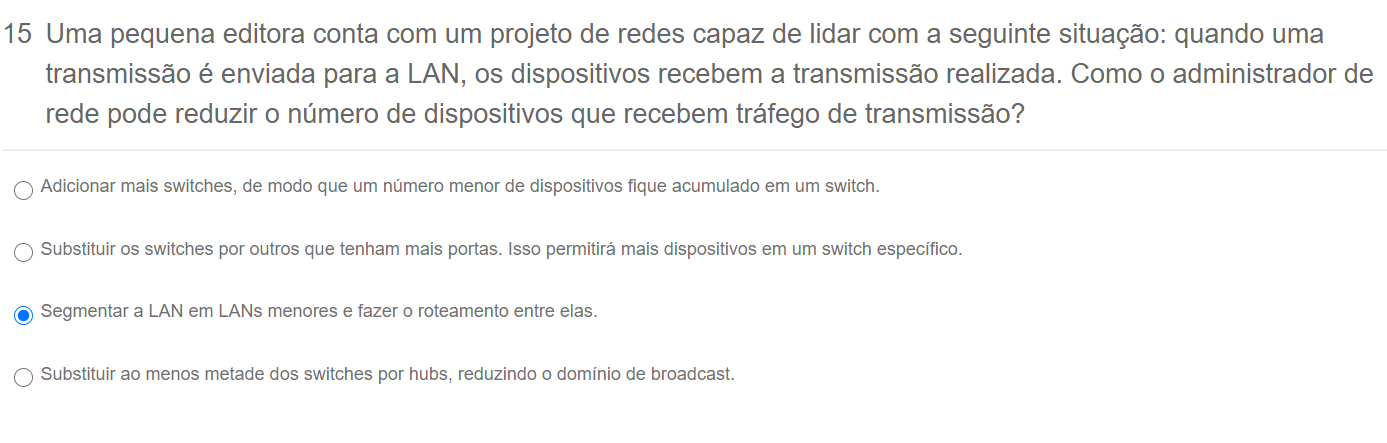 15 Uma pequena editora conta com um projeto de redes capaz de lidar com a seguinte situação: quando uma
transmissão é enviada para a LAN, os dispositivos recebem a transmissão realizada. Como o administrador de
rede pode reduzir o número de dispositivos que recebem tráfego de transmissão?
Adicionar mais switches, de modo que um número menor de dispositivos fique acumulado em um switch.
Substituir os switches por outros que tenham mais portas. Isso permitirá mais dispositivos em um switch específico.
Segmentar a LAN em LANs menores e fazer o roteamento entre elas.
Substituir ao menos metade dos switches por hubs, reduzindo o domínio de broadcast.